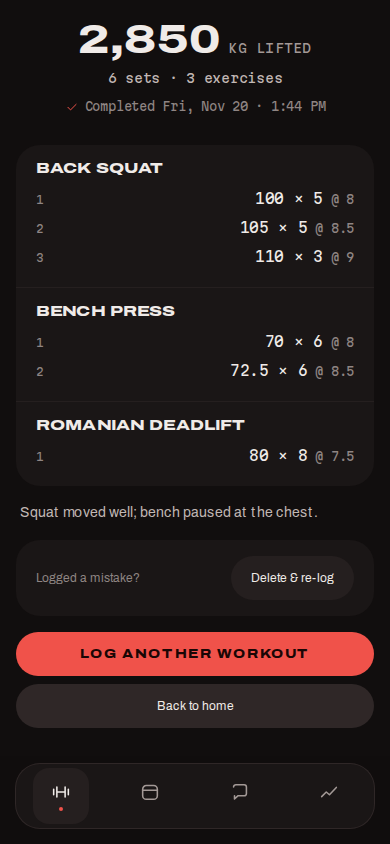 2,850 KG LIFTED
6 sets · 3 exercises
✓ Completed Fri, Nov 20 · 1:44 PM
BACK SQUAT
1 100 × 5 @ 8
2 105 × 5 @ 8.5
3 110 × 3 @ 9
BENCH PRESS
1 70 × 6 @ 8
2 72.5 × 6 @ 8.5
ROMANIAN DEADLIFT
1 80 × 8 @ 7.5
Squat moved well; bench paused at the chest.
Logged a mistake? Delete & re-log
LOG ANOTHER WORKOUT
Back to home